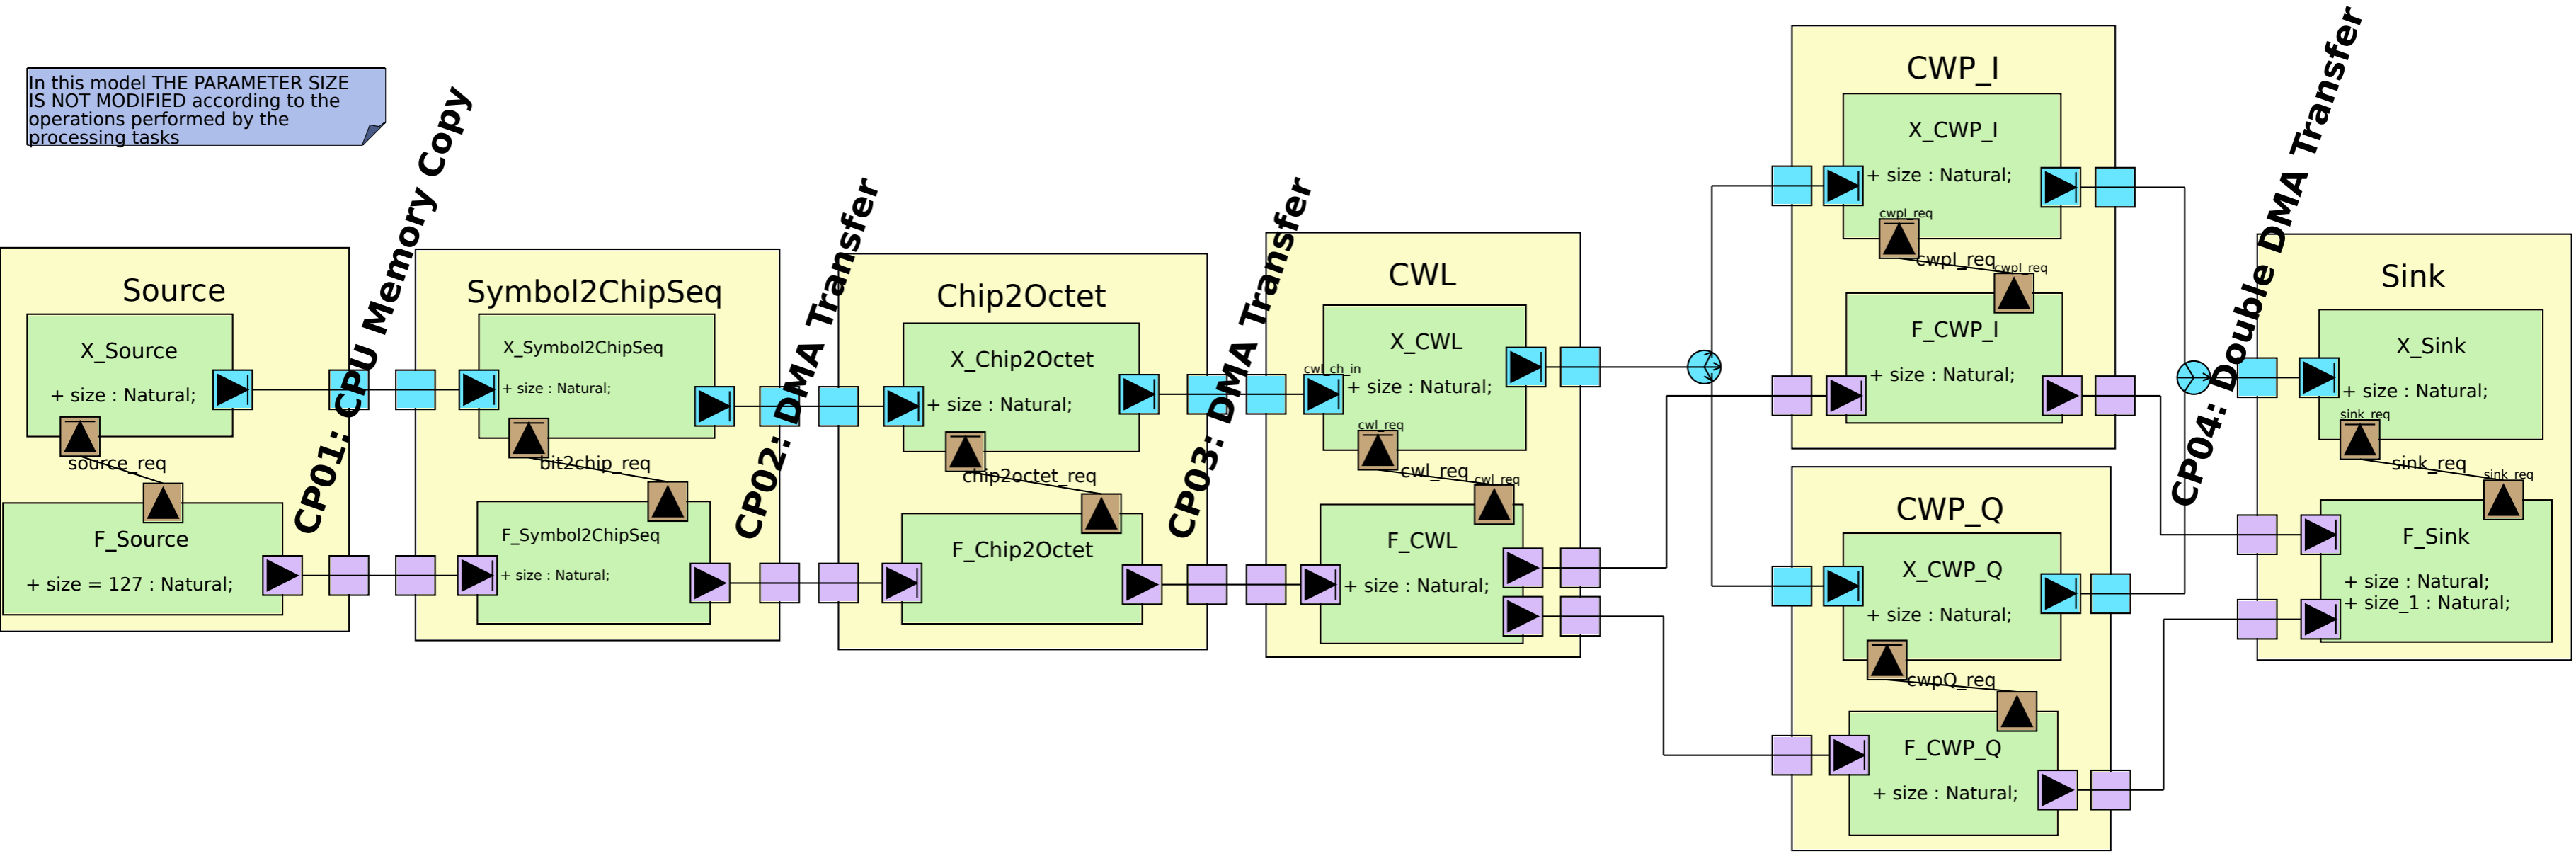 In this model THE PARAMETER SIZE
IS NOT MODIFIED according to the
operations performed by the
processing tasks
CP01: CPU Memory Copy
CP02: DMA Transfer
CP03: DMA Transfer
CP04: Double DMA Transfer
Source
X_Source
+ size : Natural;
source_req
F_Source
+ size = 127 : Natural;
Symbol2ChipSeq
X_Symbol2ChipSeq
+ size : Natural;
bit2chip_req
F_Symbol2ChipSeq
+ size : Natural;
Chip2Octet
X_Chip2Octet
+ size : Natural;
chip2octet_req
F_Chip2Octet
CWL
X_CWL
cwl_ch_in
+ size : Natural;
cwl_req
cwl_req
cwl_req
F_CWL
+ size : Natural;
CWP_I
X_CWP_I
+ size : Natural;
cwpI_req
cwpI_req
cwpI_req
F_CWP_I
+ size : Natural;
CWP_Q
X_CWP_Q
+ size : Natural;
cwpQ_req
F_CWP_Q
+ size : Natural;
Sink
X_Sink
+ size : Natural;
sink_req
sink_req
sink_req
F_Sink
+ size : Natural;
+ size_1 : Natural;